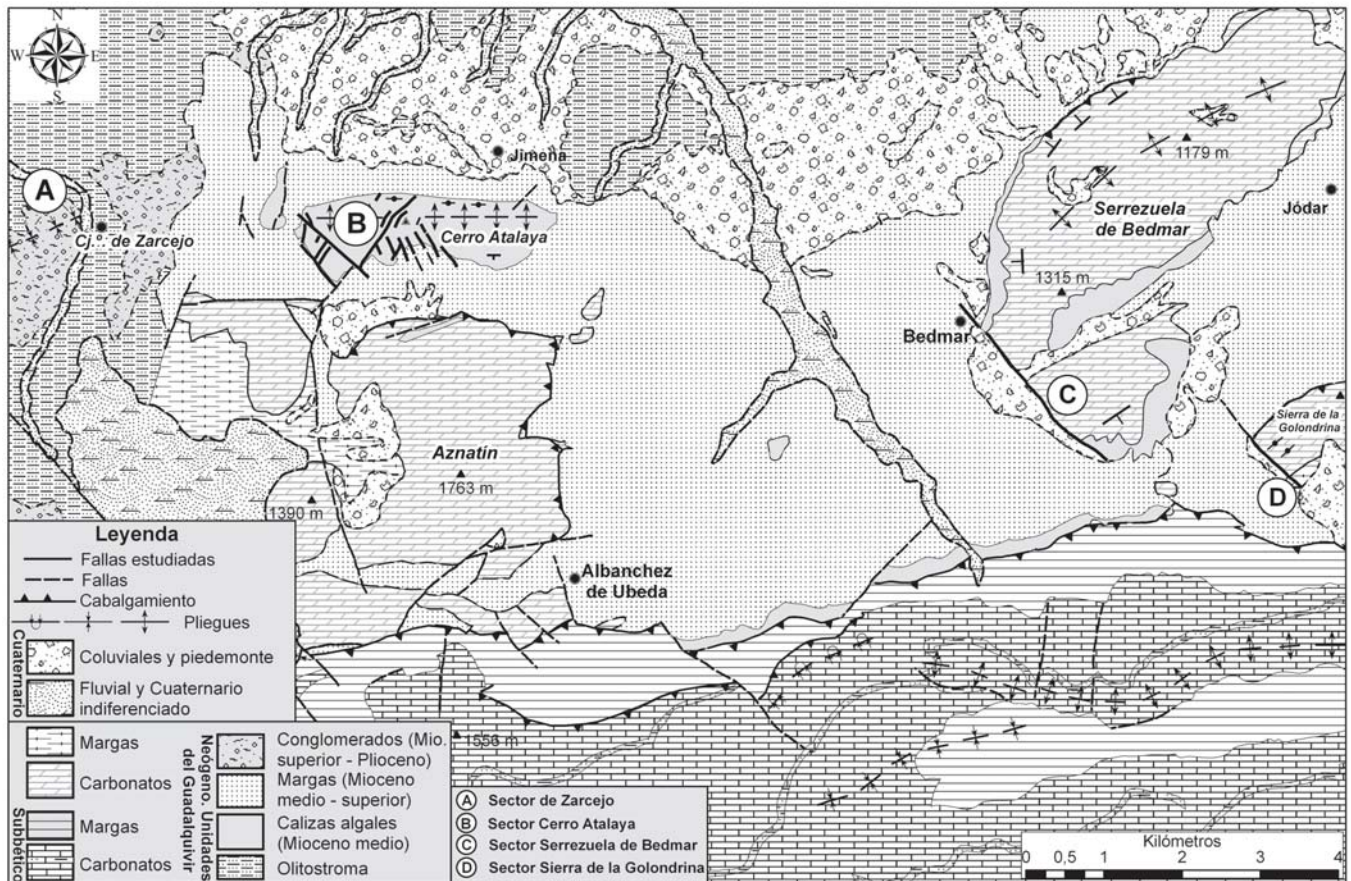 N
W
E
S
A
Cj.º. de Zarcejo
Jimena
B
Cerro Atalaya
1179 m
Serrezuela
de Bedmar
Jódar
1315 m
Bedmar
C
Sierra de la
Golondrina
D
Aznatín
1763 m
1390 m
Albanchez
de Ubeda
1556 m
Leyenda
Fallas estudiadas
Fallas
Cabalgamiento
Pliegues
Cuaternario
Coluviales y piedemonte
Fluvial y Cuaternario
indiferenciado
Margas
Carbonatos
Subbético
Margas
Carbonatos
Neógeno. Unidades
del Guadalquivir
Conglomerados (Mio.
superior - Plioceno)
Margas (Mioceno
medio - superior)
Calizas algales
(Mioceno medio)
Olitostroma
A Sector de Zarcejo
B Sector Cerro Atalaya
C Sector Serrezuela de Bedmar
D Sector Sierra de la Golondrina
Kilómetros
0 0,5 1 2 3 4